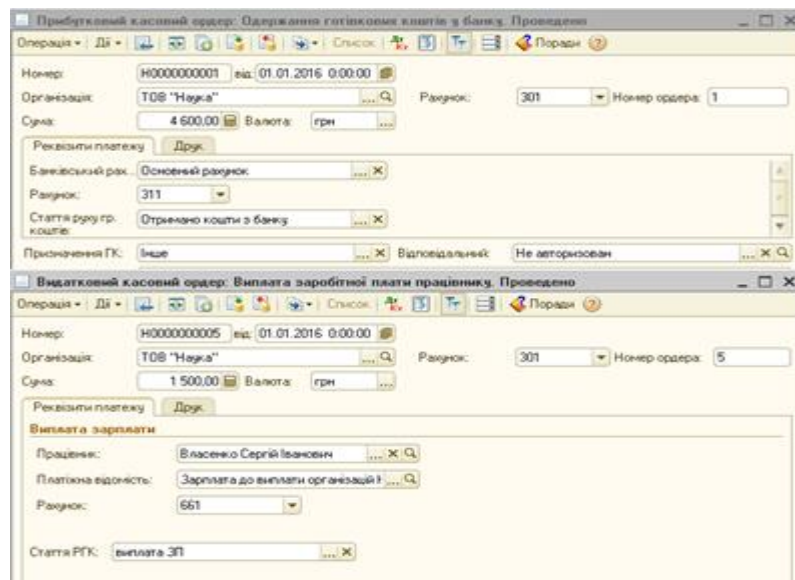 Прибутковий касовий ордер: Одержання готівкових коштів у банку. Проведено
Операція Дії Список Поради
Номер: Н0000000001 від: 01.01.2016 0:00:00
Організація: ТОВ "Наука" Рахунок: 301 Номер ордера: 1
Сума: 4 600,00 Валюта: грн
Реквізити платежу Друк
Банківський рах... Основний рахунок
Рахунок: 311
Стаття руху гр. коштів: Отримано кошти з банку
Призначення ГК: Інше Відповідальний: Не авторизован
Видатковий касовий ордер: Виплата заробітної плати працівнику. Проведено
Операція Дії Список Поради
Номер: Н0000000005 від: 01.01.2016 0:00:00
Організація: ТОВ "Наука" Рахунок: 301 Номер ордера: 5
Сума: 1 500,00 Валюта: грн
Реквізити платежу Друк
Виплата зарплати
Працівник: Власенко Сергій Іванович
Платіжна відомість: Зарплата до виплати організацій
Рахунок: 661
Стаття РГК: виплата ЗП